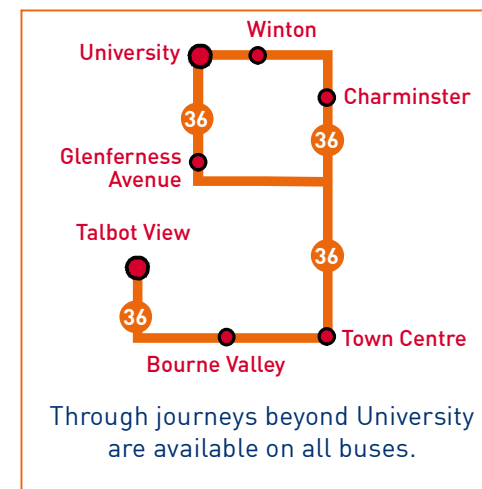 Winton
University
Charminster
36
36
Glenferness
Avenue
Talbot View
36
36
Town Centre
Bourne Valley
Through journeys beyond University
are available on all buses.